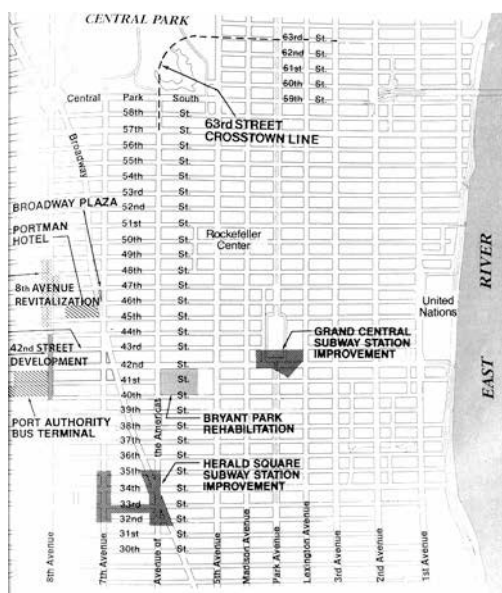 CENTRAL PARK
63rd St.
62nd St.
61st St.
60th St.
59th St.
Central Park South
58th St.
57th St.
63RD STREET
CROSSTOWN LINE
56th St.
55th St.
54th St.
53rd St.
52nd St.
51st St.
50th St.
49th St.
48th St.
47th St.
46th St.
45th St.
44th St.
43rd St.
42nd St.
41st St.
40th St.
39th St.
38th St.
37th St.
36th St.
35th St.
34th St.
33rd St.
32nd St.
31st St.
30th St.
Broadway
BROADWAY PLAZA
PORTMAN
HOTEL
Rockefeller
Center
8th AVENUE
REVITALIZATION
United
Nations
EAST RIVER
42nd STREET
DEVELOPMENT
GRAND CENTRAL
SUBWAY STATION
IMPROVEMENT
PORT AUTHORITY
BUS TERMINAL
BRYANT PARK
REHABILITATION
HERALD SQUARE
SUBWAY STATION
IMPROVEMENT
8th Avenue
7th Avenue
Avenue of the Americas
5th Avenue
Madison Avenue
Park Avenue
Lexington Avenue
3rd Avenue
2nd Avenue
1st Avenue